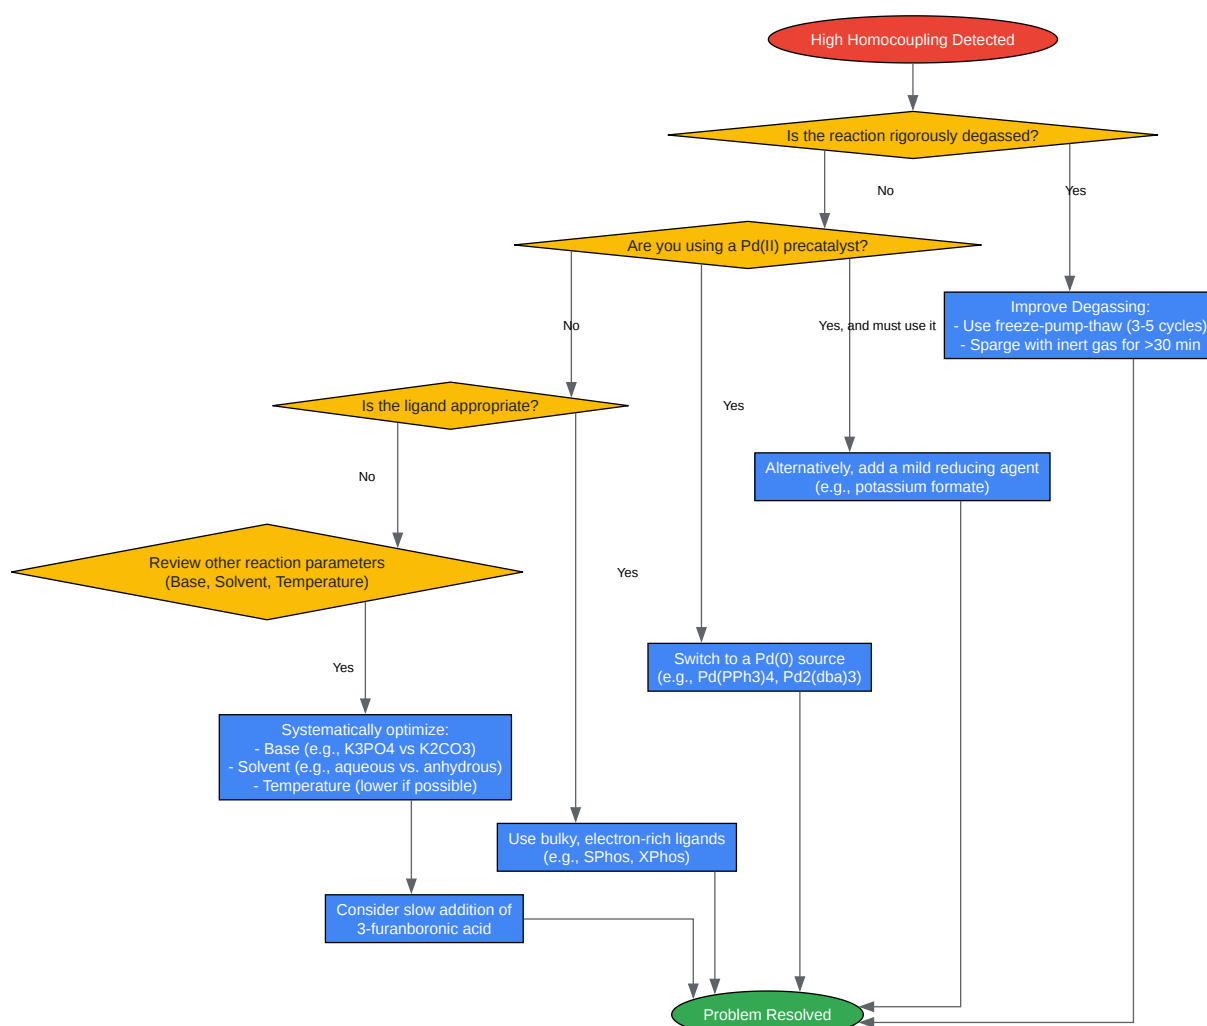 High Homocoupling Detected
Is the reaction rigorously degassed?
No
Yes
Are you using a Pd(II) precatalyst?
Improve Degassing:
- Use freeze-pump-thaw (3-5 cycles)
- Sparge with inert gas for >30 min
No
Yes, and must use it
Is the ligand appropriate?
Yes
Alternatively, add a mild reducing agent
(e.g., potassium formate)
No
Review other reaction parameters
(Base, Solvent, Temperature)
Yes
Switch to a Pd(0) source
(e.g., Pd(PPh3)4, Pd2(dba)3)
Yes
Systematically optimize:
- Base (e.g., K3PO4 vs K2CO3)
- Solvent (e.g., aqueous vs. anhydrous)
- Temperature (lower if possible)
Use bulky, electron-rich ligands
(e.g., SPhos, XPhos)
Consider slow addition of
3-furanboronic acid
Problem Resolved